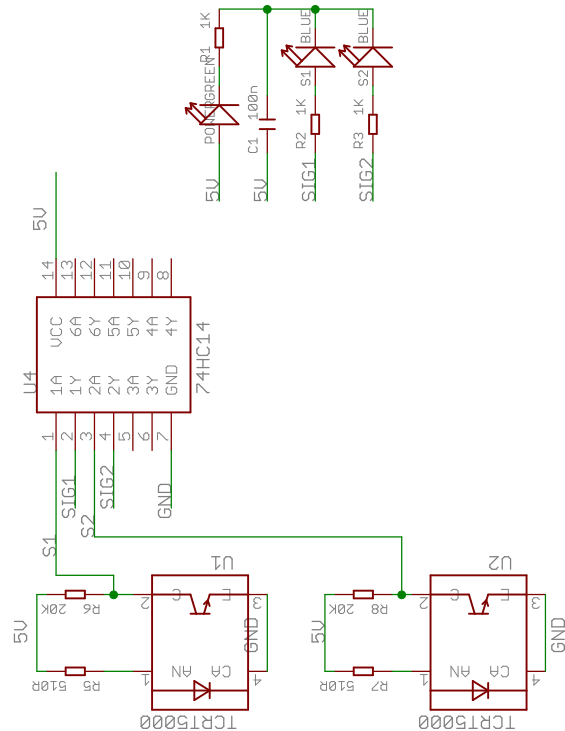 1K
R1
POWERGREEN
5V
100n
C1
5V
BLUE
S1
1K
R2
SIG1
BLUE
S2
1K
R3
SIG2
5V
14
13
12
11
10
9
8
VCC
6A
6Y
5A
5Y
4A
4Y
1A
1Y
2A
2Y
3A
3Y
GND
U4
74HC14
1
2
3
4
5
6
7
SIG1
SIG2
GND
S1
S2
U1
20K
R6
2
C
E
3
5V
GND
510R
R5
1
AN
CA
4
TCRT5000
U2
20K
R8
2
C
E
3
5V
GND
510R
R7
1
AN
CA
4
TCRT5000